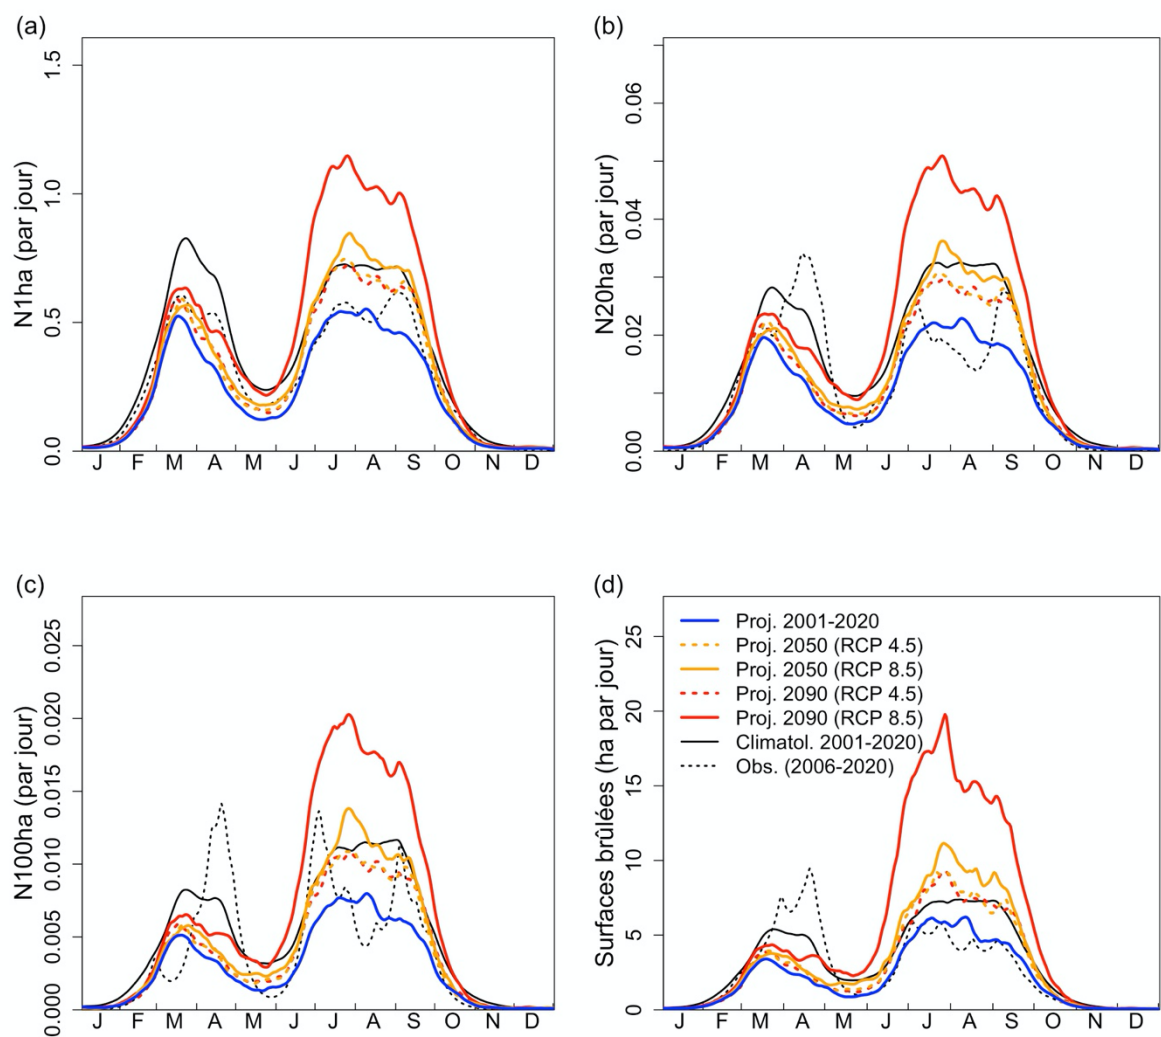 (a)
N1ha (par jour)
1.5
1.0
0.5
0.0
J F M A M J J A S O N D
(b)
N20ha (par jour)
0.06
0.04
0.02
0.00
J F M A M J J A S O N D
(c)
N100ha (par jour)
0.025
0.020
0.015
0.010
0.005
0.000
J F M A M J J A S O N D
(d)
Surfaces brûlées (ha par jour)
25
20
15
10
5
0
Proj. 2001-2020
Proj. 2050 (RCP 4.5)
Proj. 2050 (RCP 8.5)
Proj. 2090 (RCP 4.5)
Proj. 2090 (RCP 8.5)
Climatol. 2001-2020)
Obs. (2006-2020)
J F M A M J J A S O N D